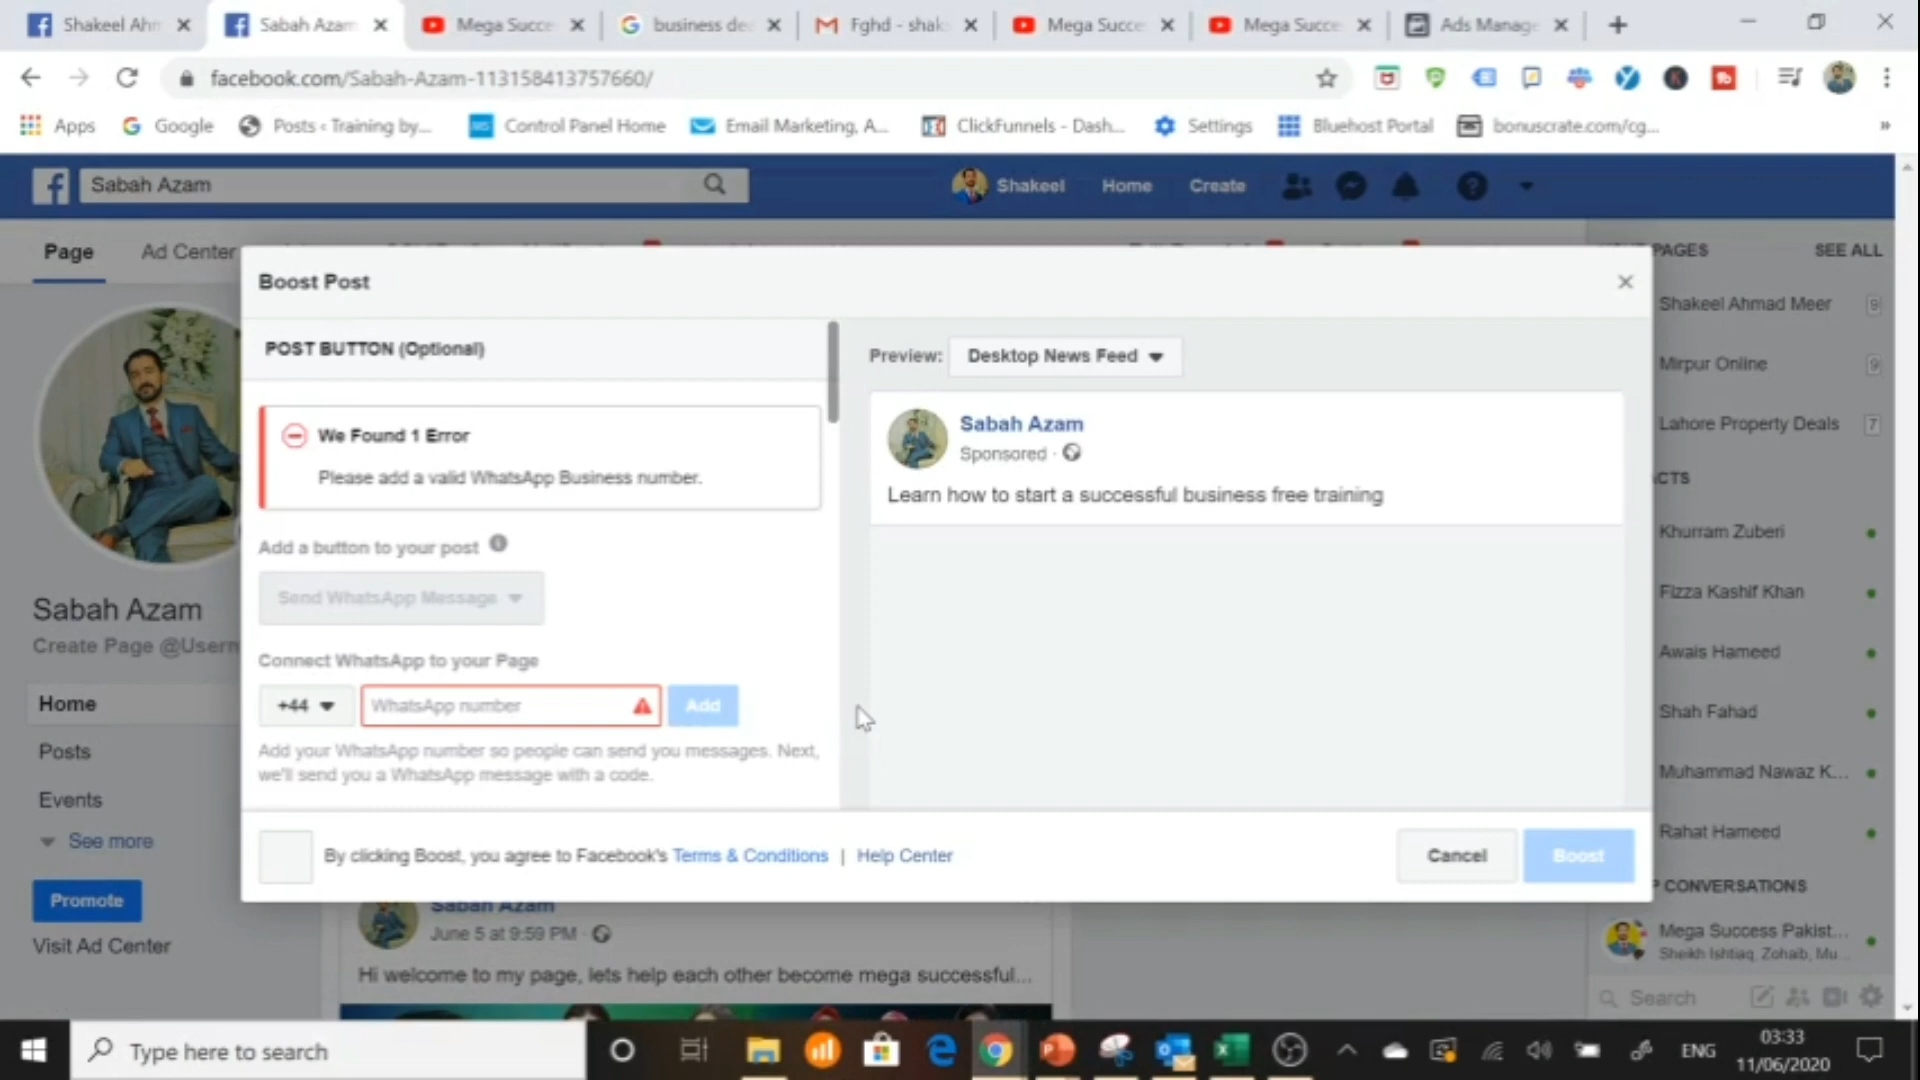 Shakeel Ahm
Sabah Azam
Mega Succe
business de
Fghd - shak
Mega Succe
Mega Succe
Ads Manage
facebook.com/Sabah-Azam-113158413757660/
Apps
Google
Posts ‹ Training by...
Control Panel Home
Email Marketing, A...
ClickFunnels - Dash...
Settings
Bluehost Portal
bonuscrate.com/cg...
»
Sabah Azam
Shakeel
Home
Create
Page
Ad Center
PAGES
SEE ALL
Boost Post
POST BUTTON (Optional)
We Found 1 Error
Please add a valid WhatsApp Business number.
Add a button to your post
Send WhatsApp Message
Connect WhatsApp to your Page
+44
WhatsApp number
Add
Add your WhatsApp number so people can send you messages. Next,
we'll send you a WhatsApp message with a code.
Preview:
Desktop News Feed
Sabah Azam
Sponsored ·
Learn how to start a successful business free training
By clicking Boost, you agree to Facebook's Terms & Conditions | Help Center
Cancel
Boost
Sabah Azam
Create Page @Usern
Home
Posts
Events
See more
Promote
Visit Ad Center
Sabah Azam
June 5 at 9:59 PM ·
Hi welcome to my page, lets help each other become mega successful...
Shakeel Ahmad Meer
9
Mirpur Online
9
Lahore Property Deals
7
ACTS
Khurram Zuberi
Fizza Kashif Khan
Awais Hameed
Shah Fahad
Muhammad Nawaz K...
Rahat Hameed
P CONVERSATIONS
Mega Success Pakist...
Sheikh Ishtiaq, Zohaib, Mu...
Search
Type here to search
ENG
03:33
11/06/2020